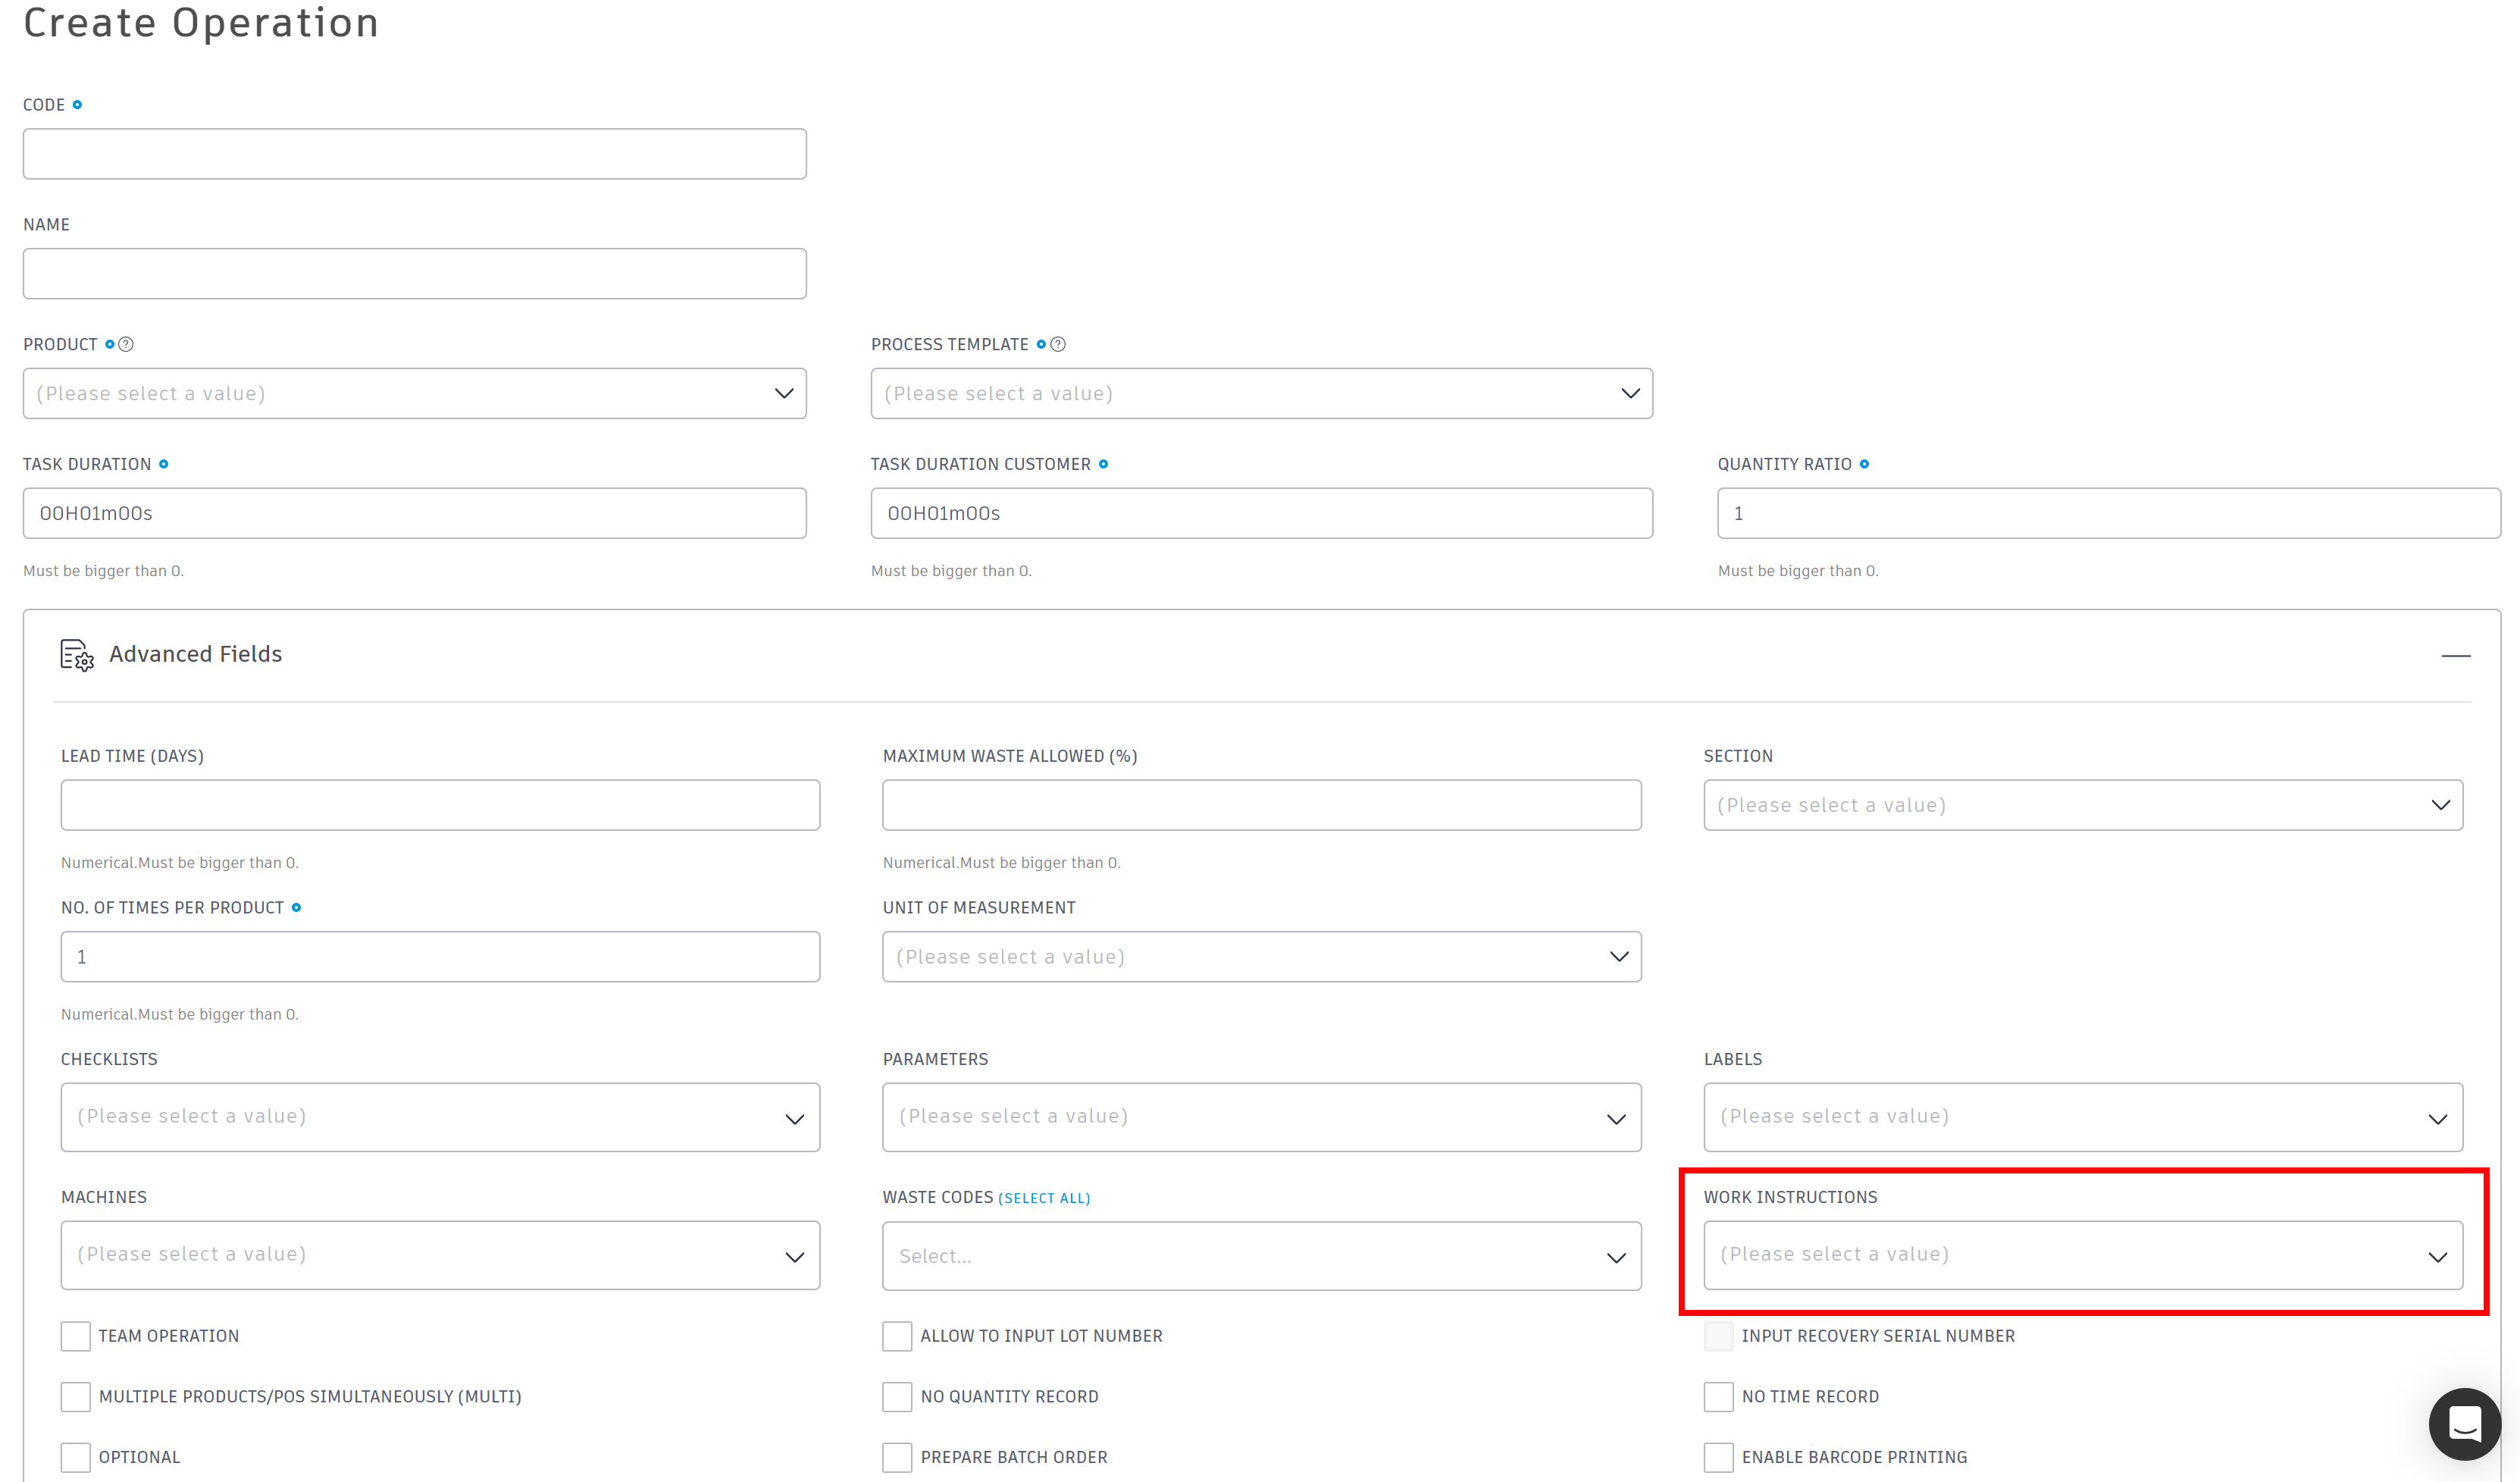 Create Operation
CODE
NAME
PRODUCT ? PROCESS TEMPLATE ?
(Please select a value) (Please select a value)
TASK DURATION TASK DURATION CUSTOMER QUANTITY RATIO
00H01m00s 00H01m00s 1
Must be bigger than 0. Must be bigger than 0. Must be bigger than 0.
Advanced Fields
LEAD TIME (DAYS) MAXIMUM WASTE ALLOWED (%) SECTION
(Please select a value)
Numerical.Must be bigger than 0. Numerical.Must be bigger than 0.
NO. OF TIMES PER PRODUCT UNIT OF MEASUREMENT
1 (Please select a value)
Numerical.Must be bigger than 0.
CHECKLISTS PARAMETERS LABELS
(Please select a value) (Please select a value) (Please select a value)
MACHINES WASTE CODES (SELECT ALL) WORK INSTRUCTIONS
(Please select a value) Select... (Please select a value)
TEAM OPERATION ALLOW TO INPUT LOT NUMBER INPUT RECOVERY SERIAL NUMBER
MULTIPLE PRODUCTS/POS SIMULTANEOUSLY (MULTI) NO QUANTITY RECORD NO TIME RECORD
OPTIONAL PREPARE BATCH ORDER ENABLE BARCODE PRINTING